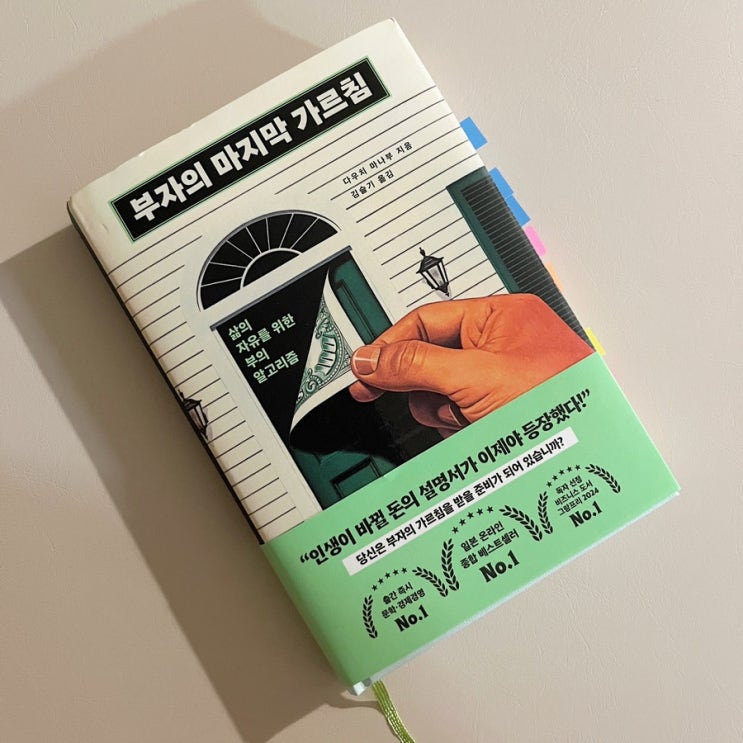 부자의 마지막 가르침
다우치 마나부 지음
김슬기 옮김
삶의
자유를 위한
부의
알고리즘
“인생이 바뀔 돈의 설명서가 이제야 등장했다!”
당신은 부자의 가르침을 받을 준비가 되어 있습니까?
출간 즉시
문학·경제경영
No.1
일본 온라인
종합 베스트셀러
No.1
독자 선정
비즈니스 도서
그랑프리 2024
No.1